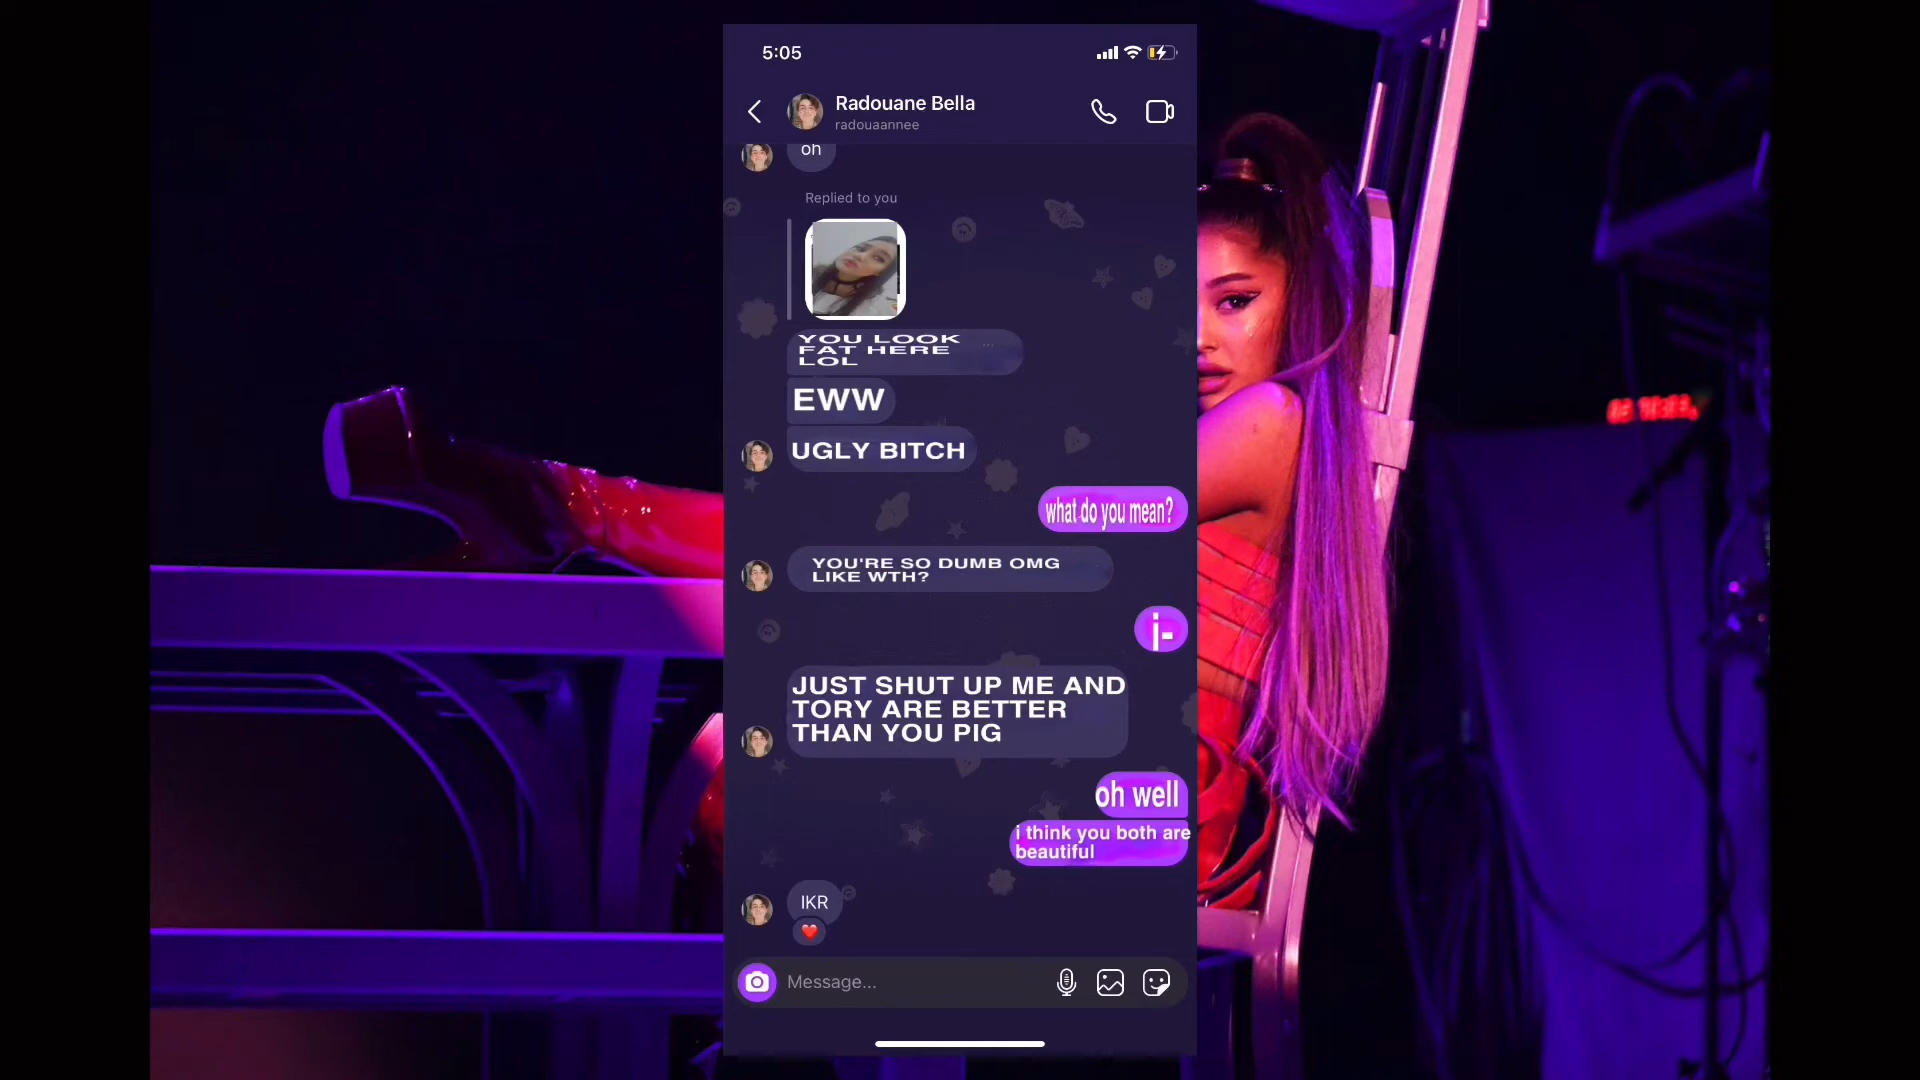 5:05
Radouane Bella
radouaannee
oh
Replied to you
YOU LOOK
FAT HERE
LOL
EWW
UGLY BITCH
what do you mean?
YOU'RE SO DUMB OMG
LIKE WTH?
i-
JUST SHUT UP ME AND
TORY ARE BETTER
THAN YOU PIG
oh well
i think you both are
beautiful
IKR
Message...